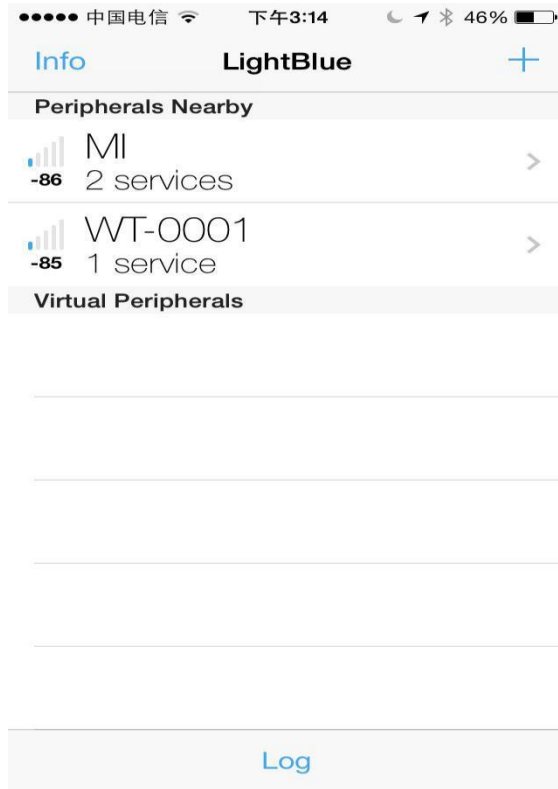 中国电信 下午3:14 46%
Info LightBlue +
Peripherals Nearby
MI
-86 2 services
WT-0001
-85 1 service
Virtual Peripherals
Log